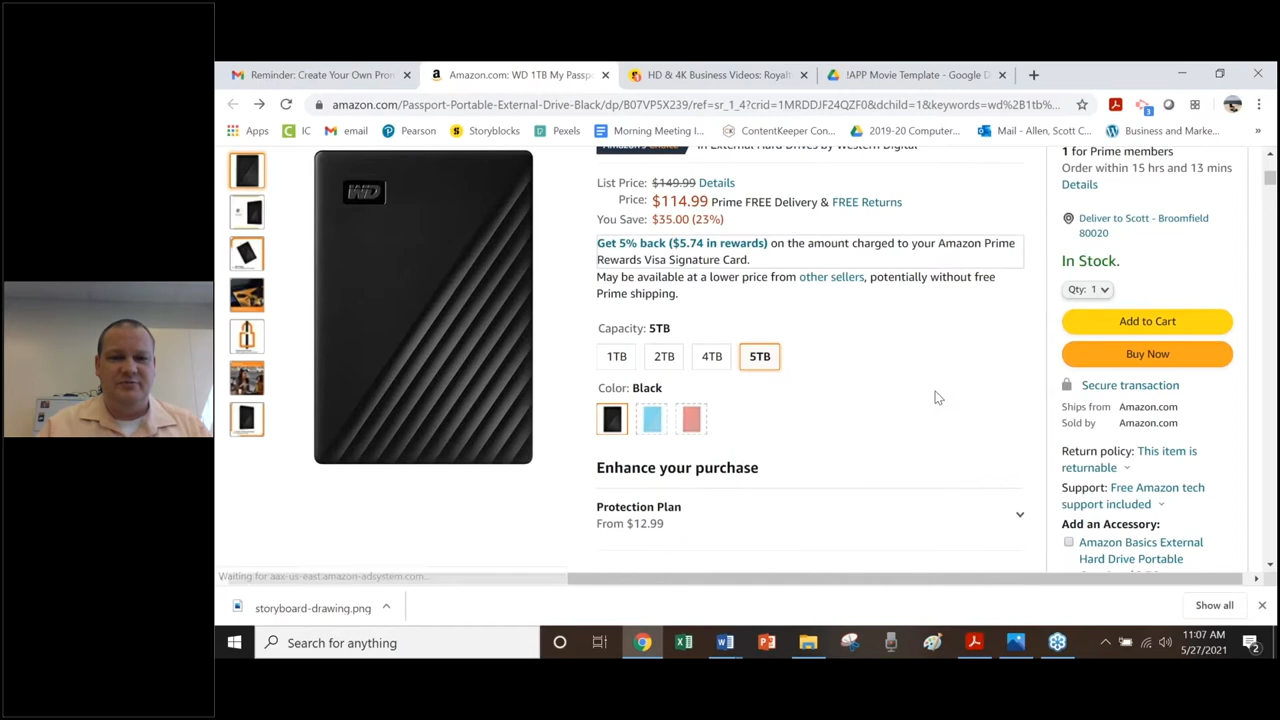 Reminder: Create Your Own Pron
Amazon.com: WD 1TB My Passp
HD & 4K Business Videos: Royalt
!APP Movie Template - Google D
amazon.com/Passport-Portable-External-Drive-Black/dp/B07VP5X239/ref=sr_1_4?crid=1MRDDJF24QZF0&dchild=1&keywords=wd%2B1tb%...
Apps
IC
email
Pearson
Storyblocks
Pexels
Morning Meeting I...
ContentKeeper Con...
2019-20 Computer...
Mail - Allen, Scott C...
Business and Marke...
WD
in External Hard Drives by Western Digital
List Price: $149.99 Details
Price: $114.99 Prime FREE Delivery & FREE Returns
You Save: $35.00 (23%)
Get 5% back ($5.74 in rewards) on the amount charged to your Amazon Prime
Rewards Visa Signature Card.
May be available at a lower price from other sellers, potentially without free
Prime shipping.
Capacity: 5TB
1TB
2TB
4TB
5TB
Color: Black
Enhance your purchase
Protection Plan
From $12.99
1 for Prime members
Order within 15 hrs and 13 mins
Details
Deliver to Scott - Broomfield
80020
In Stock.
Qty: 1
Add to Cart
Buy Now
Secure transaction
Ships from Amazon.com
Sold by Amazon.com
Return policy: This item is
returnable
Support: Free Amazon tech
support included
Add an Accessory:
Amazon Basics External
Hard Drive Portable
Waiting for aax-us-east.amazon-adsystem.com...
storyboard-drawing.png
Show all
Search for anything
11:07 AM
5/27/2021
2